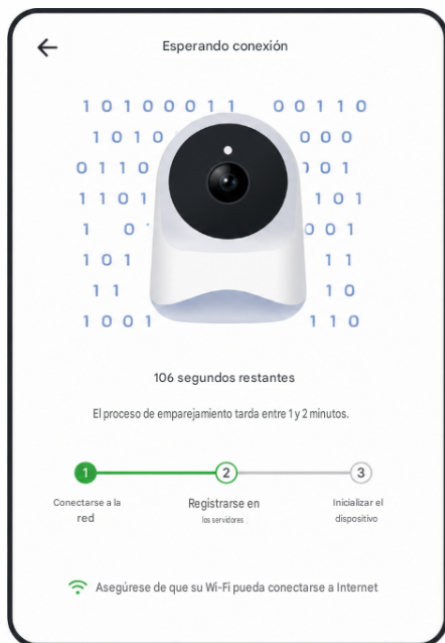 Esperando conexión
1 0 1 0 0 0 1 1 0 0 1 1 0
1 0 1 0 0 0 0
0 1 1 0 0 1
1 1 0 1 1 0 1
1 0 0 0 1
1 0 1 1 1
1 1 1 0
1 0 0 1 1 1 0
106 segundos restantes
El proceso de emparejamiento tarda entre 1 y 2 minutos.
1 2 3
Conectarse a la
red
Registrarse en
los servidores
Inicializar el
dispositivo
Asegúrese de que su Wi-Fi pueda conectarse a Internet